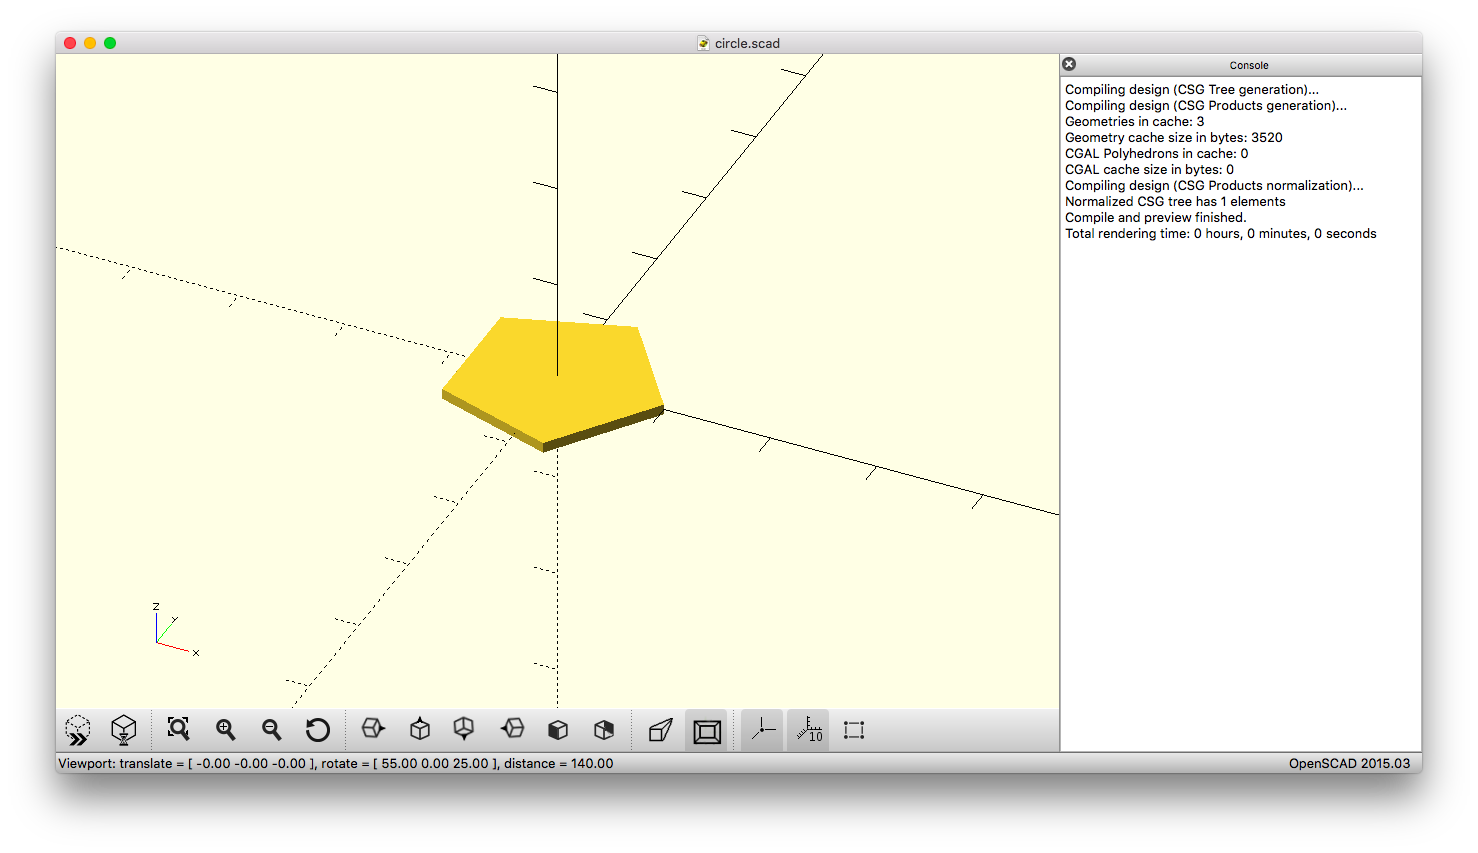 circle.scad
Console
Compiling design (CSG Tree generation)...
Compiling design (CSG Products generation)...
Geometries in cache: 3
Geometry cache size in bytes: 3520
CGAL Polyhedrons in cache: 0
CGAL cache size in bytes: 0
Compiling design (CSG Products normalization)...
Normalized CSG tree has 1 elements
Compile and preview finished.
Total rendering time: 0 hours, 0 minutes, 0 seconds
z
y
x
10
Viewport: translate = [ -0.00 -0.00 -0.00 ], rotate = [ 55.00 0.00 25.00 ], distance = 140.00
OpenSCAD 2015.03